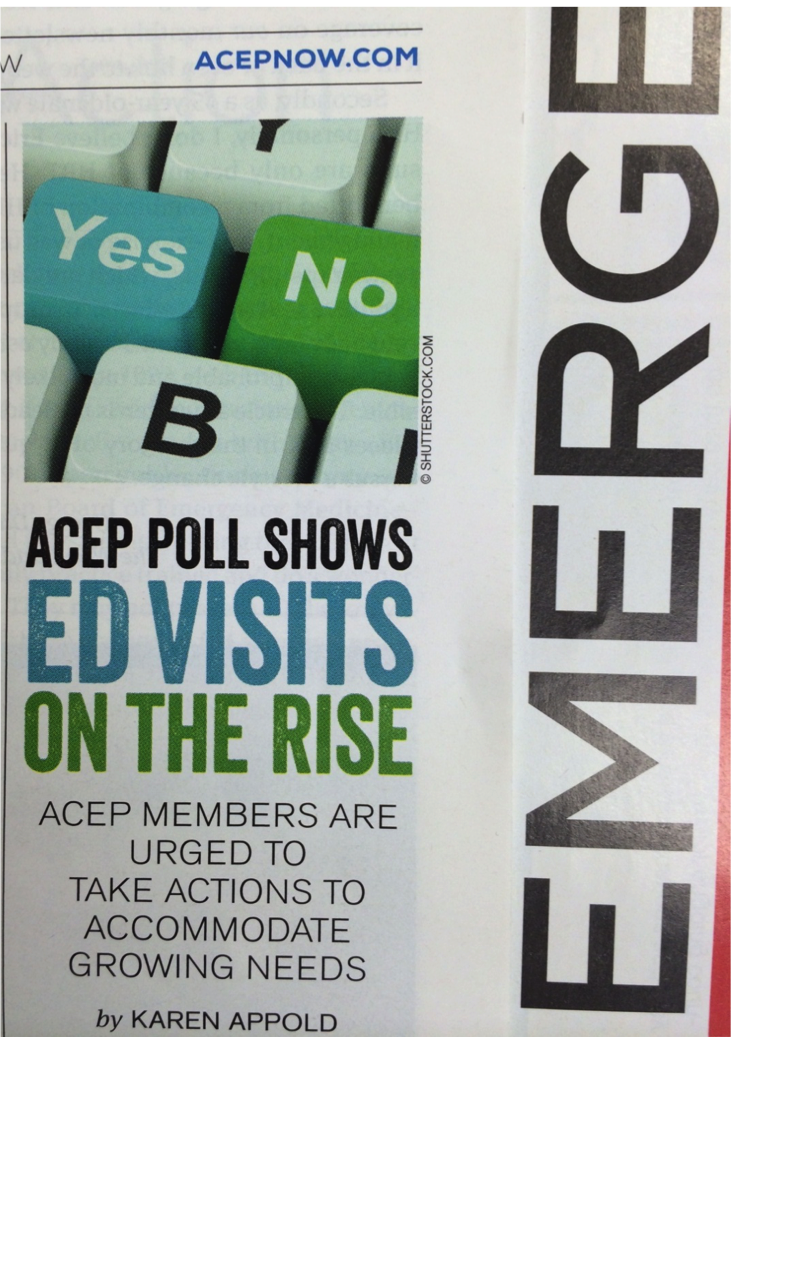 W
ACEPNOW.COM
Yes
No
B
© SHUTTERSTOCK.COM
ACEP POLL SHOWS
ED VISITS
ON THE RISE
ACEP MEMBERS ARE
URGED TO
TAKE ACTIONS TO
ACCOMMODATE
GROWING NEEDS
by KAREN APPOLD
EMERGE